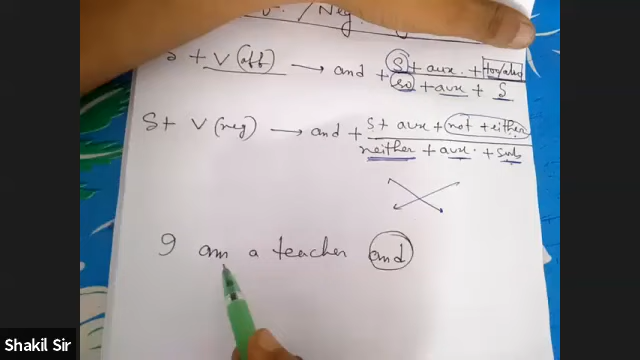 /Neg.
S + V (aff) → and + S + aux. + too/also
so + aux + S
S + V (neg) → and + S + aux + not + either
neither + aux. + sub
I am a teacher and
Shakil Sir